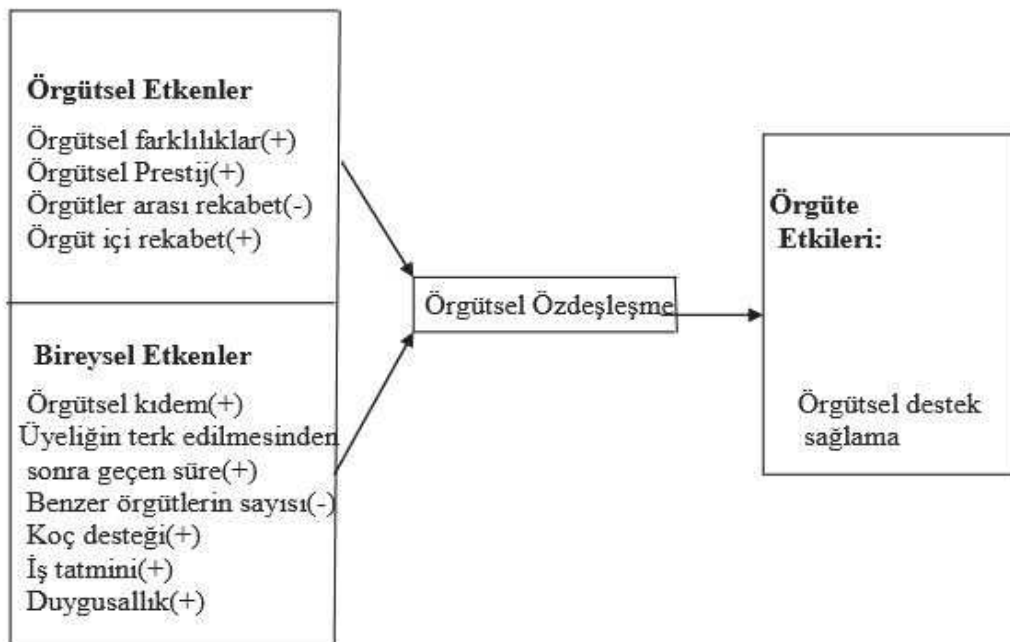 Örgütsel Etkenler
Örgütsel farklılıklar(+)
Örgütsel Prestij(+)
Örgütler arası rekabet(-)
Örgüt içi rekabet(+)
Bireysel Etkenler
Örgütsel kıdem(+)
Üyeliğin terk edilmesinden
sonra geçen süre(+)
Benzer örgütlerin sayısı(-)
Koç desteği(+)
İş tatmini(+)
Duygusallık(+)
Örgütsel Özdeşleşme
Örgüte
Etkileri:
Örgütsel destek
sağlama